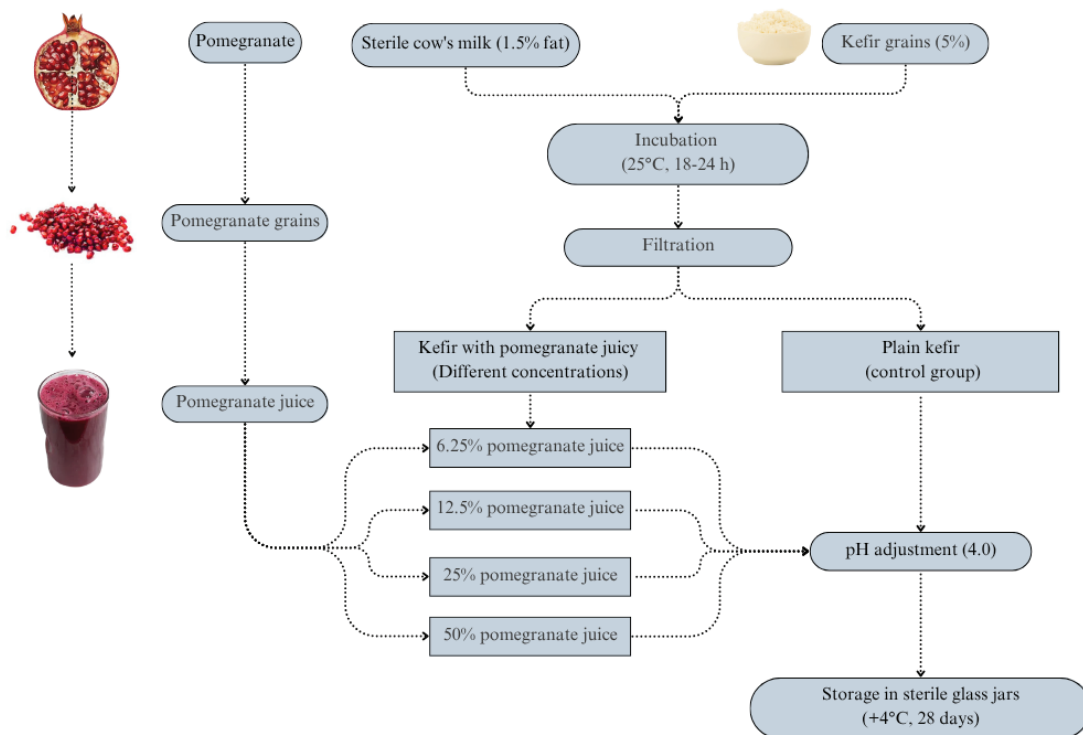 Pomegranate
Sterile cow's milk (1.5% fat)
Kefir grains (5%)
Incubation
(25°C, 18-24 h)
Pomegranate grains
Filtration
Kefir with pomegranate juicy
(Different concentrations)
Plain kefir
(control group)
Pomegranate juice
6.25% pomegranate juice
12.5% pomegranate juice
25% pomegranate juice
50% pomegranate juice
pH adjustment (4.0)
Storage in sterile glass jars
(+4°C, 28 days)